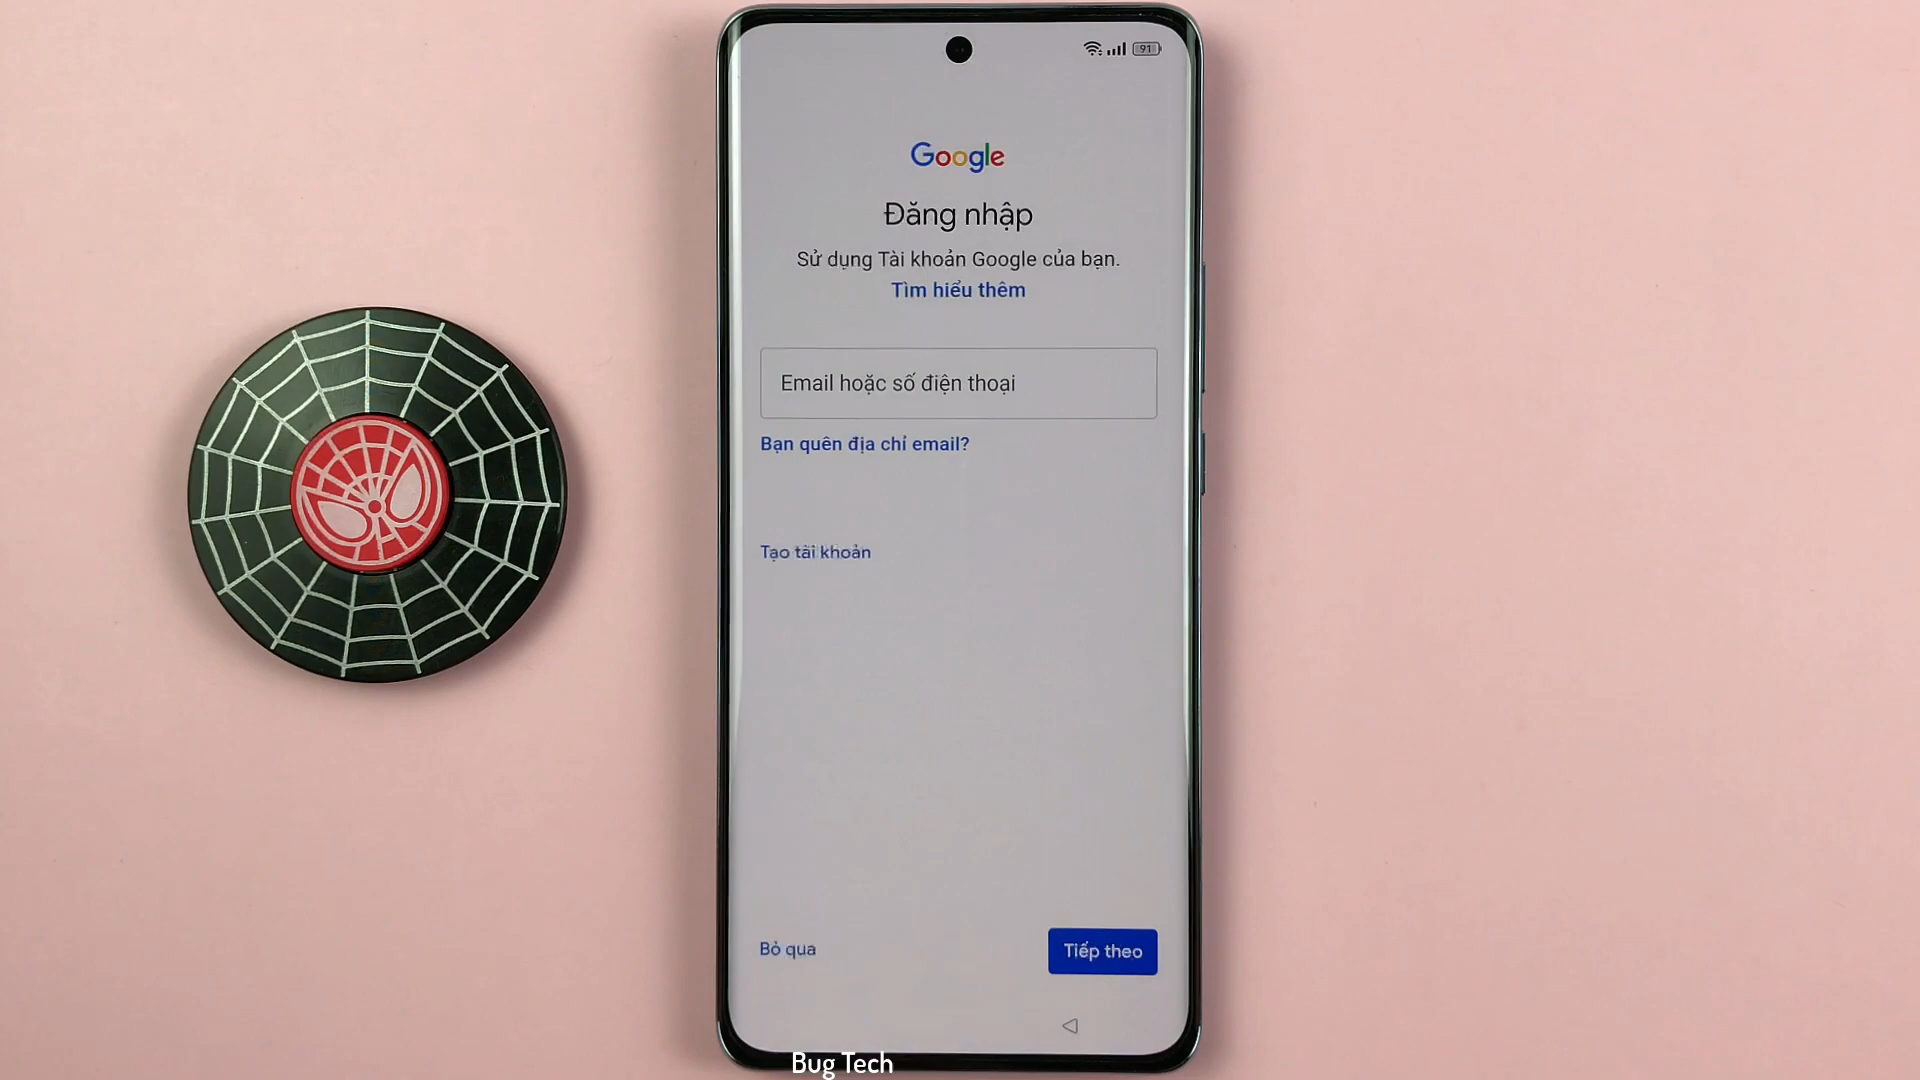 91
Google
Đăng nhập
Sử dụng Tài khoản Google của bạn.
Tìm hiểu thêm
Email hoặc số điện thoại
Bạn quên địa chỉ email?
Tạo tài khoản
Bỏ qua
Tiếp theo
Bug Tech